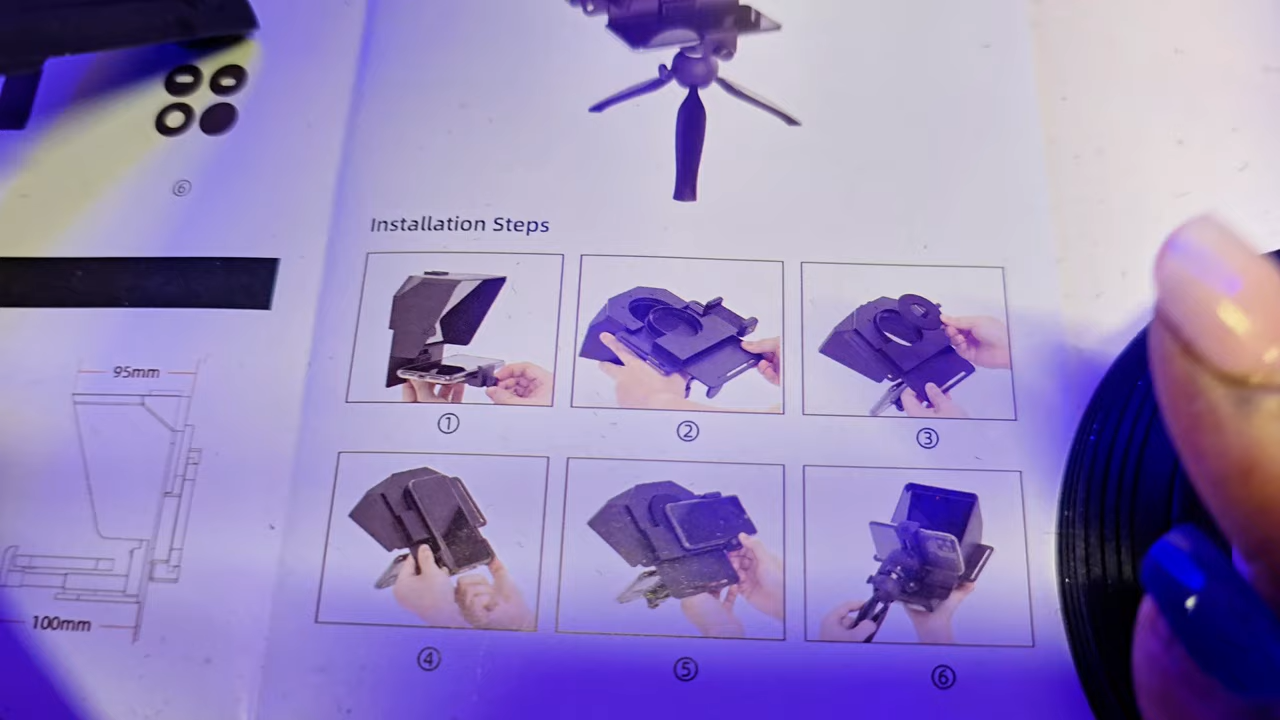 ⑥
95mm
100mm
Installation Steps
①
②
③
④
⑤
⑥